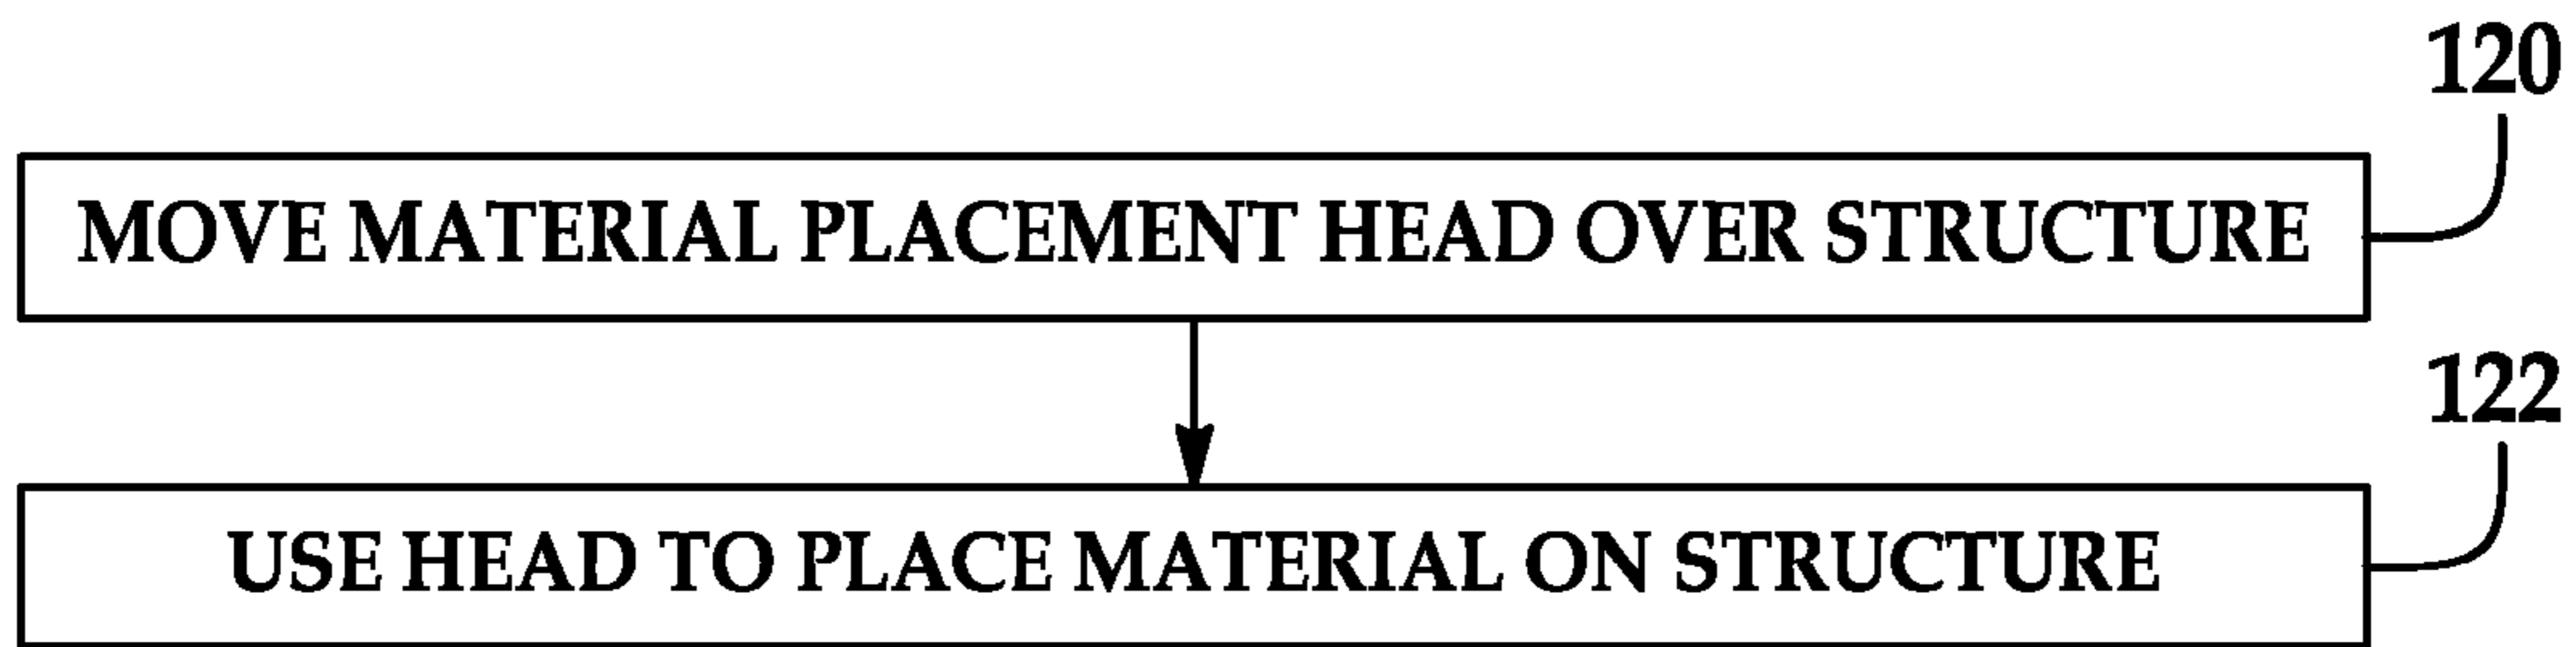 120
MOVE MATERIAL PLACEMENT HEAD OVER STRUCTURE
122
USE HEAD TO PLACE MATERIAL ON STRUCTURE